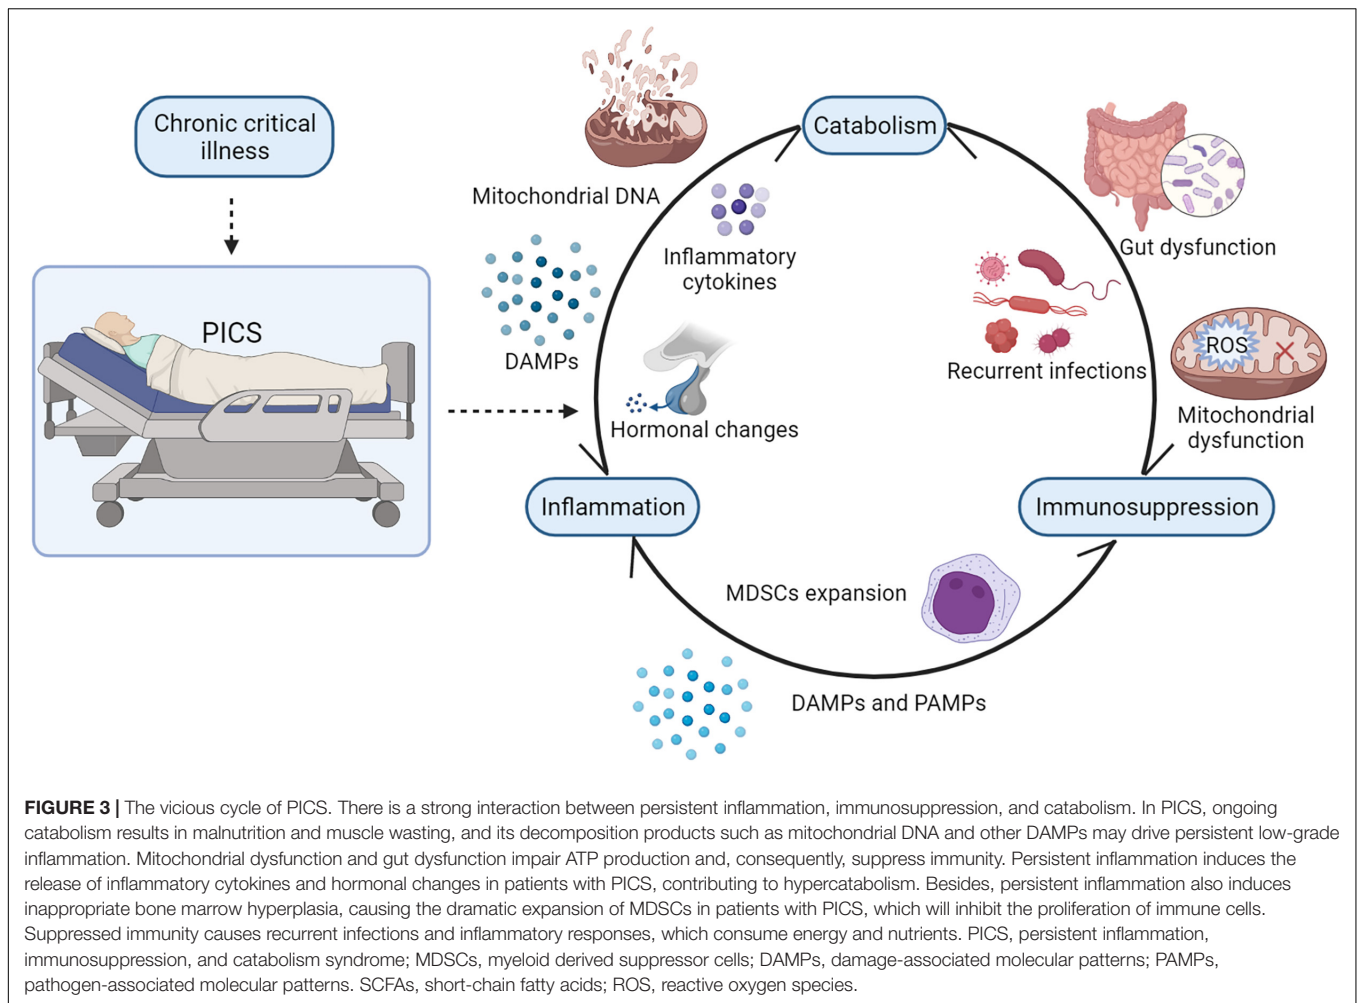 Chronic critical
illness
PICS
Mitochondrial DNA
DAMPs
Inflammatory
cytokines
Hormonal changes
Catabolism
Gut dysfunction
Recurrent infections
ROS
Mitochondrial
dysfunction
Inflammation
Immunosuppression
MDSCs expansion
DAMPs and PAMPs
FIGURE 3 | The vicious cycle of PICS. There is a strong interaction between persistent inflammation, immunosuppression, and catabolism. In PICS, ongoing
catabolism results in malnutrition and muscle wasting, and its decomposition products such as mitochondrial DNA and other DAMPs may drive persistent low-grade
inflammation. Mitochondrial dysfunction and gut dysfunction impair ATP production and, consequently, suppress immunity. Persistent inflammation induces the
release of inflammatory cytokines and hormonal changes in patients with PICS, contributing to hypercatabolism. Besides, persistent inflammation also induces
inappropriate bone marrow hyperplasia, causing the dramatic expansion of MDSCs in patients with PICS, which will inhibit the proliferation of immune cells.
Suppressed immunity causes recurrent infections and inflammatory responses, which consume energy and nutrients. PICS, persistent inflammation,
immunosuppression, and catabolism syndrome; MDSCs, myeloid derived suppressor cells; DAMPs, damage-associated molecular patterns; PAMPs,
pathogen-associated molecular patterns. SCFAs, short-chain fatty acids; ROS, reactive oxygen species.